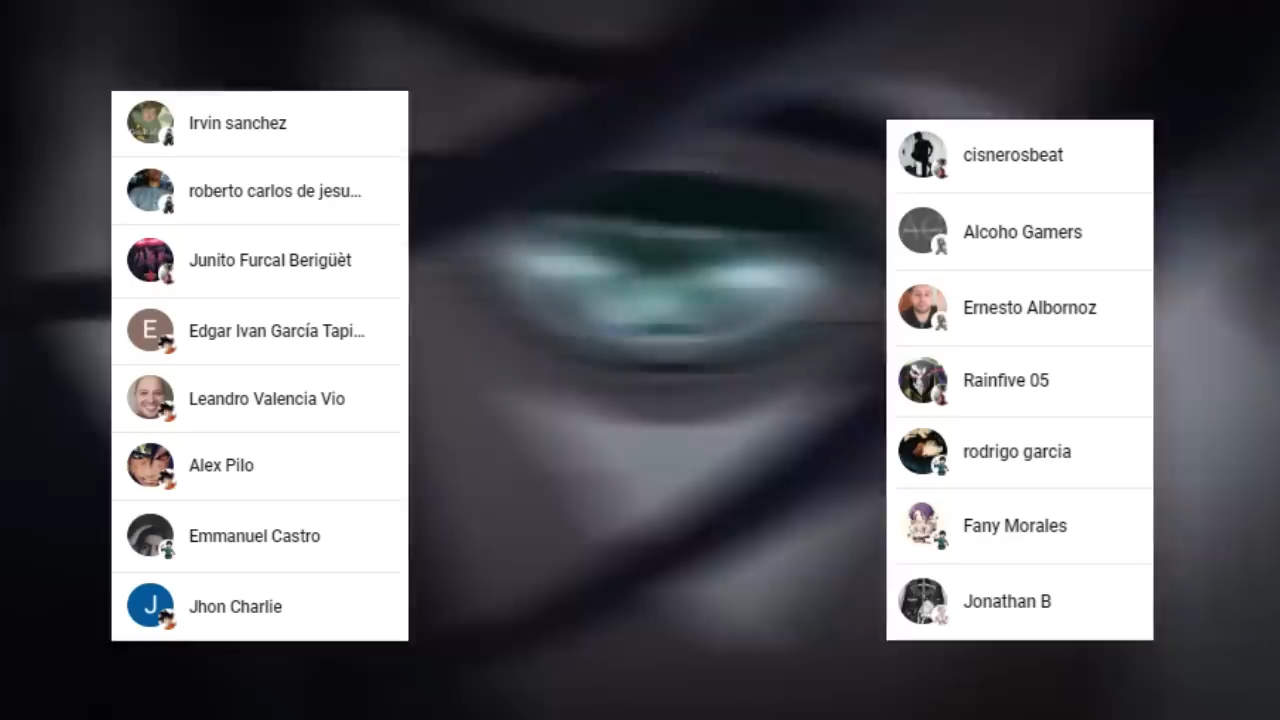 Irvin sanchez
roberto carlos de jesu...
Junito Furcal Berigüèt
E
Edgar Ivan García Tapi...
Leandro Valencia Vio
Alex Pilo
Emmanuel Castro
J
Jhon Charlie
cisnerosbeat
Alcoho Gamers
Ernesto Albornoz
Rainfive 05
rodrigo garcia
Fany Morales
Jonathan B